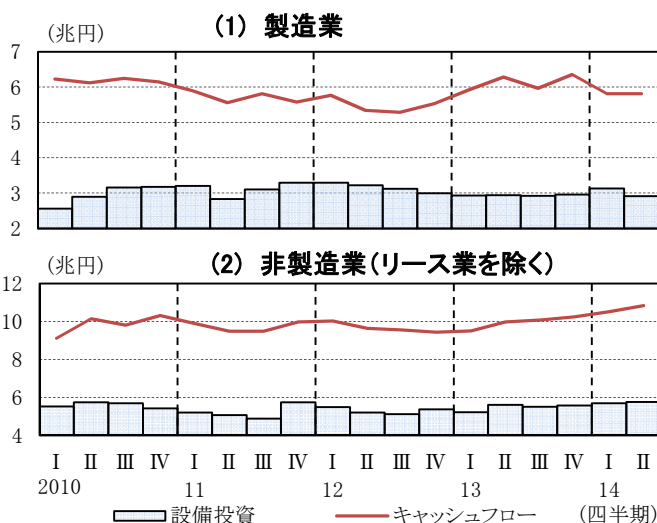 (1) 製造業
(兆円)
7
6
5
4
3
2
(2) 非製造業(リース業を除く)
(兆円)
12
10
8
6
4
Ⅰ Ⅱ Ⅲ Ⅳ Ⅰ Ⅱ Ⅲ Ⅳ Ⅰ Ⅱ Ⅲ Ⅳ Ⅰ Ⅱ Ⅲ Ⅳ Ⅰ Ⅱ
2010 11 12 13 14 (四半期)
設備投資 キャッシュフロー